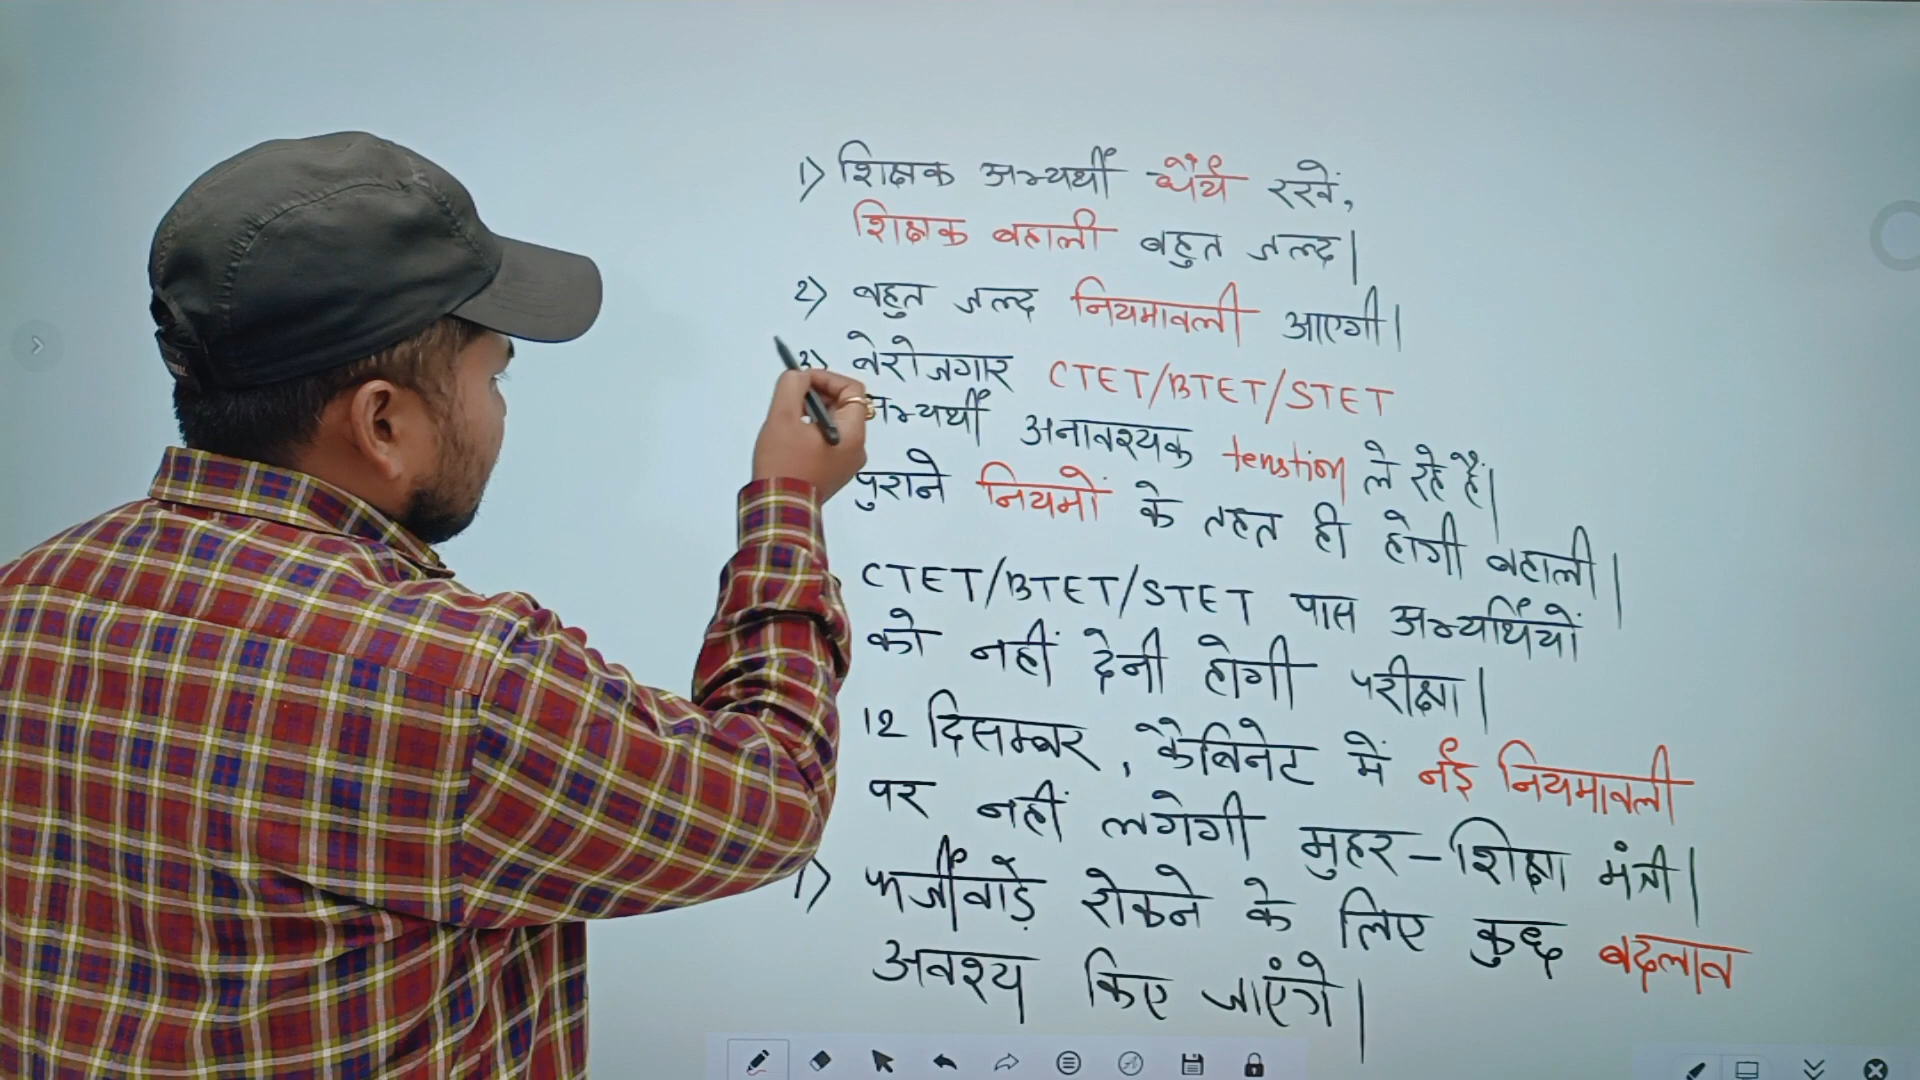 1) शिक्षक अभ्यर्थी धैर्य रखें,
शिक्षक बहाली बहुत जल्द।
2) बहुत जल्द नियमावली आएगी।
3) बेरोजगार CTET/BTET/STET
अभ्यर्थी अनावश्यक tenstion ले रहे हैं।
पुराने नियमों के तहत ही होगी बहाली।
CTET/BTET/STET पास अभ्यर्थियों
को नहीं देनी होगी परीक्षा।
12 दिसम्बर, कैबिनेट में नई नियमावली
पर नहीं लगेगी मुहर - शिक्षा मंत्री।
फर्जीवाड़े रोकने के लिए कुछ बदलाव
अवश्य किए जाएंगे।